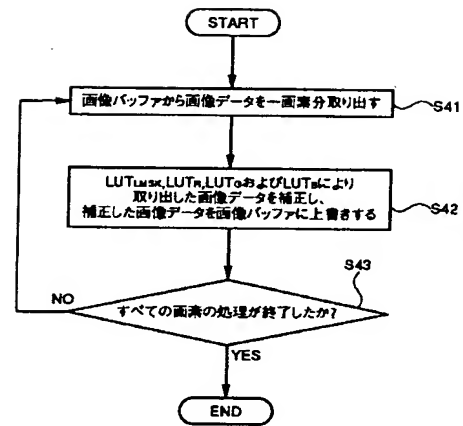 START
画像バッファから画像データを一画素分取り出す
S41
LUTLMSK,LUTR,LUTGおよびLUTBにより
取り出した画像データを補正し、
補正した画像データを画像バッファに上書きする
S42
S43
NO
すべての画素の処理が終了したか?
YES
END